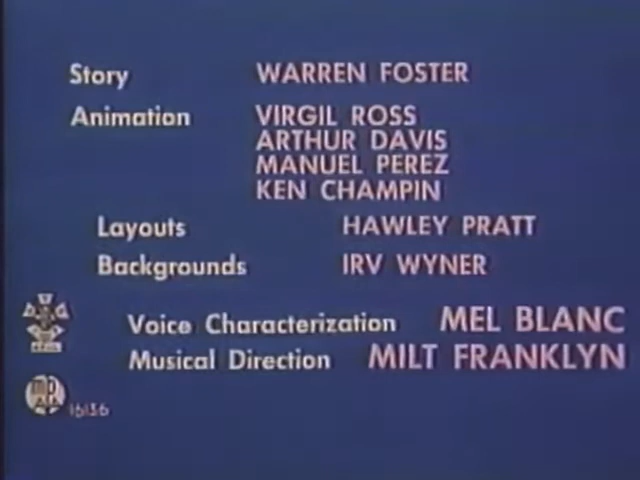 Story WARREN FOSTER
Animation VIRGIL ROSS
ARTHUR DAVIS
MANUEL PEREZ
KEN CHAMPIN
Layouts HAWLEY PRATT
Backgrounds IRV WYNER
Voice Characterization MEL BLANC
Musical Direction MILT FRANKLYN
16136